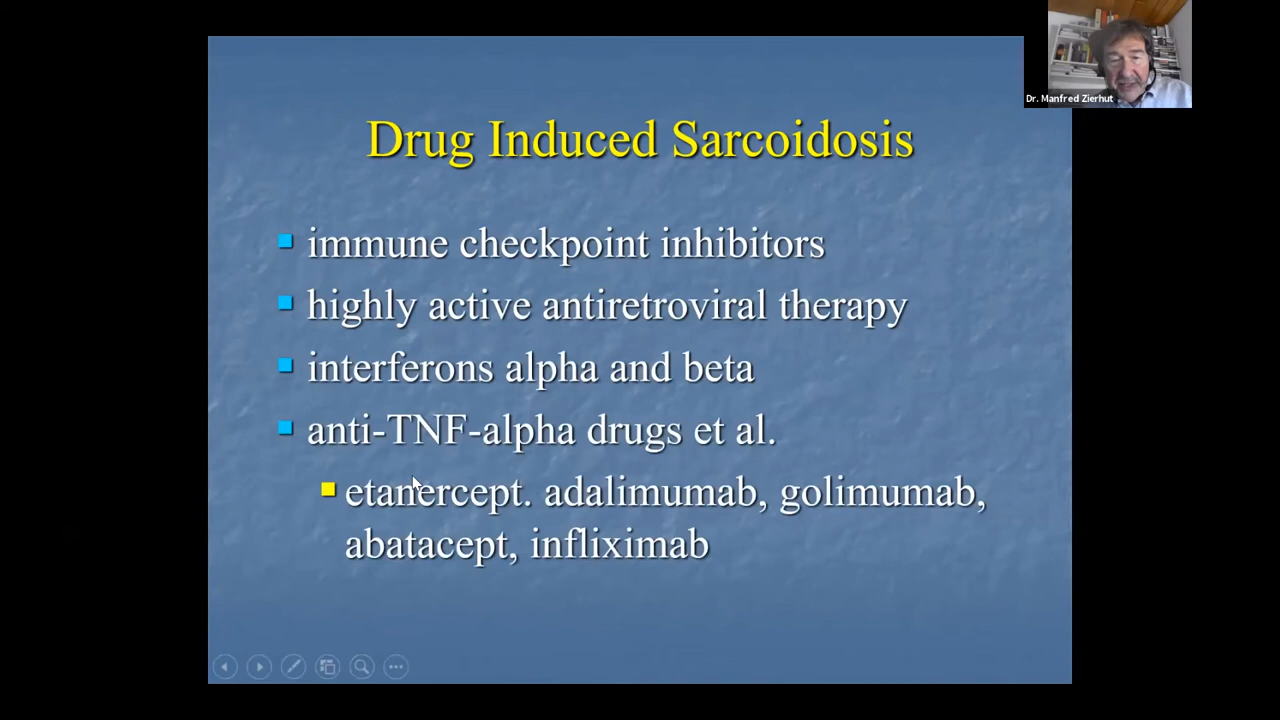 Dr. Manfred Zierhut
Drug Induced Sarcoidosis
immune checkpoint inhibitors
highly active antiretroviral therapy
interferons alpha and beta
anti-TNF-alpha drugs et al.
etanercept. adalimumab, golimumab,
abatacept, infliximab